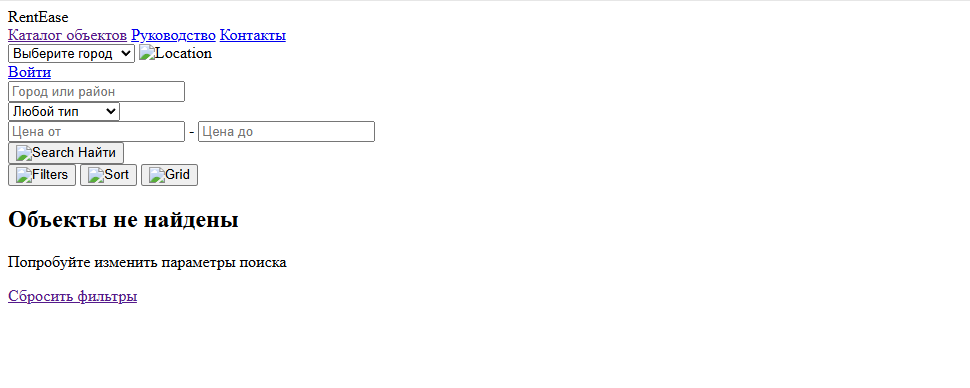 RentEase
Каталог объектов Руководство Контакты
Выберите город Location
Войти
Город или район
Любой тип
Цена от - Цена до
Search Найти
Filters Sort Grid
Объекты не найдены
Попробуйте изменить параметры поиска
Сбросить фильтры